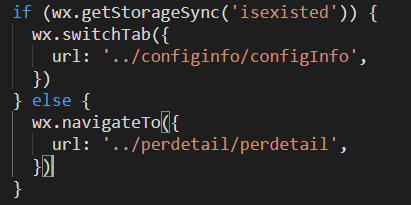 if (wx.getStorageSync('isexisted')) {
  wx.switchTab({
    url: '../configinfo/configInfo',
  })
} else {
  wx.navigateTo({
    url: '../perdetail/perdetail',
  })
}